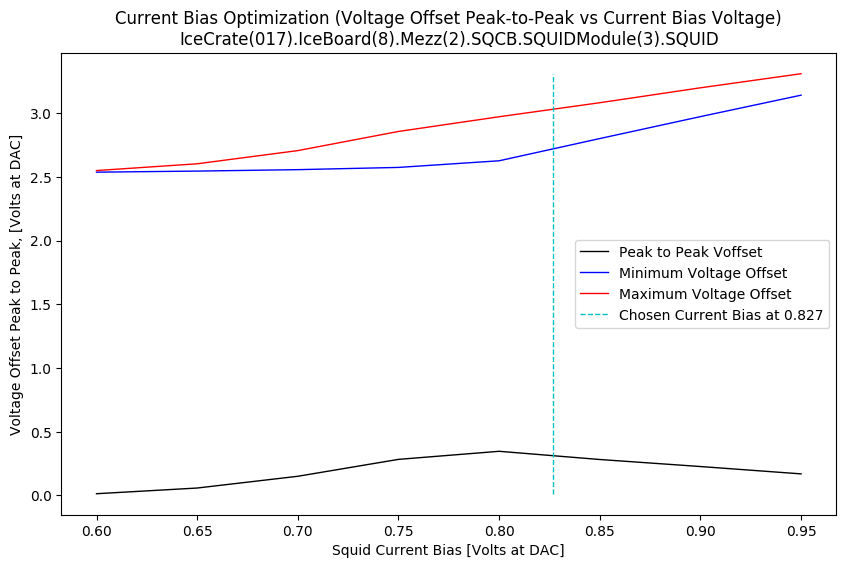 Current Bias Optimization (Voltage Offset Peak-to-Peak vs Current Bias Voltage)
IceCrate(017).IceBoard(8).Mezz(2).SQCB.SQUIDModule(3).SQUID
Voltage Offset Peak to Peak, [Volts at DAC]
3.0
2.5
2.0
1.5
1.0
0.5
0.0
Peak to Peak Voffset
Minimum Voltage Offset
Maximum Voltage Offset
Chosen Current Bias at 0.827
0.60 0.65 0.70 0.75 0.80 0.85 0.90 0.95
Squid Current Bias [Volts at DAC]